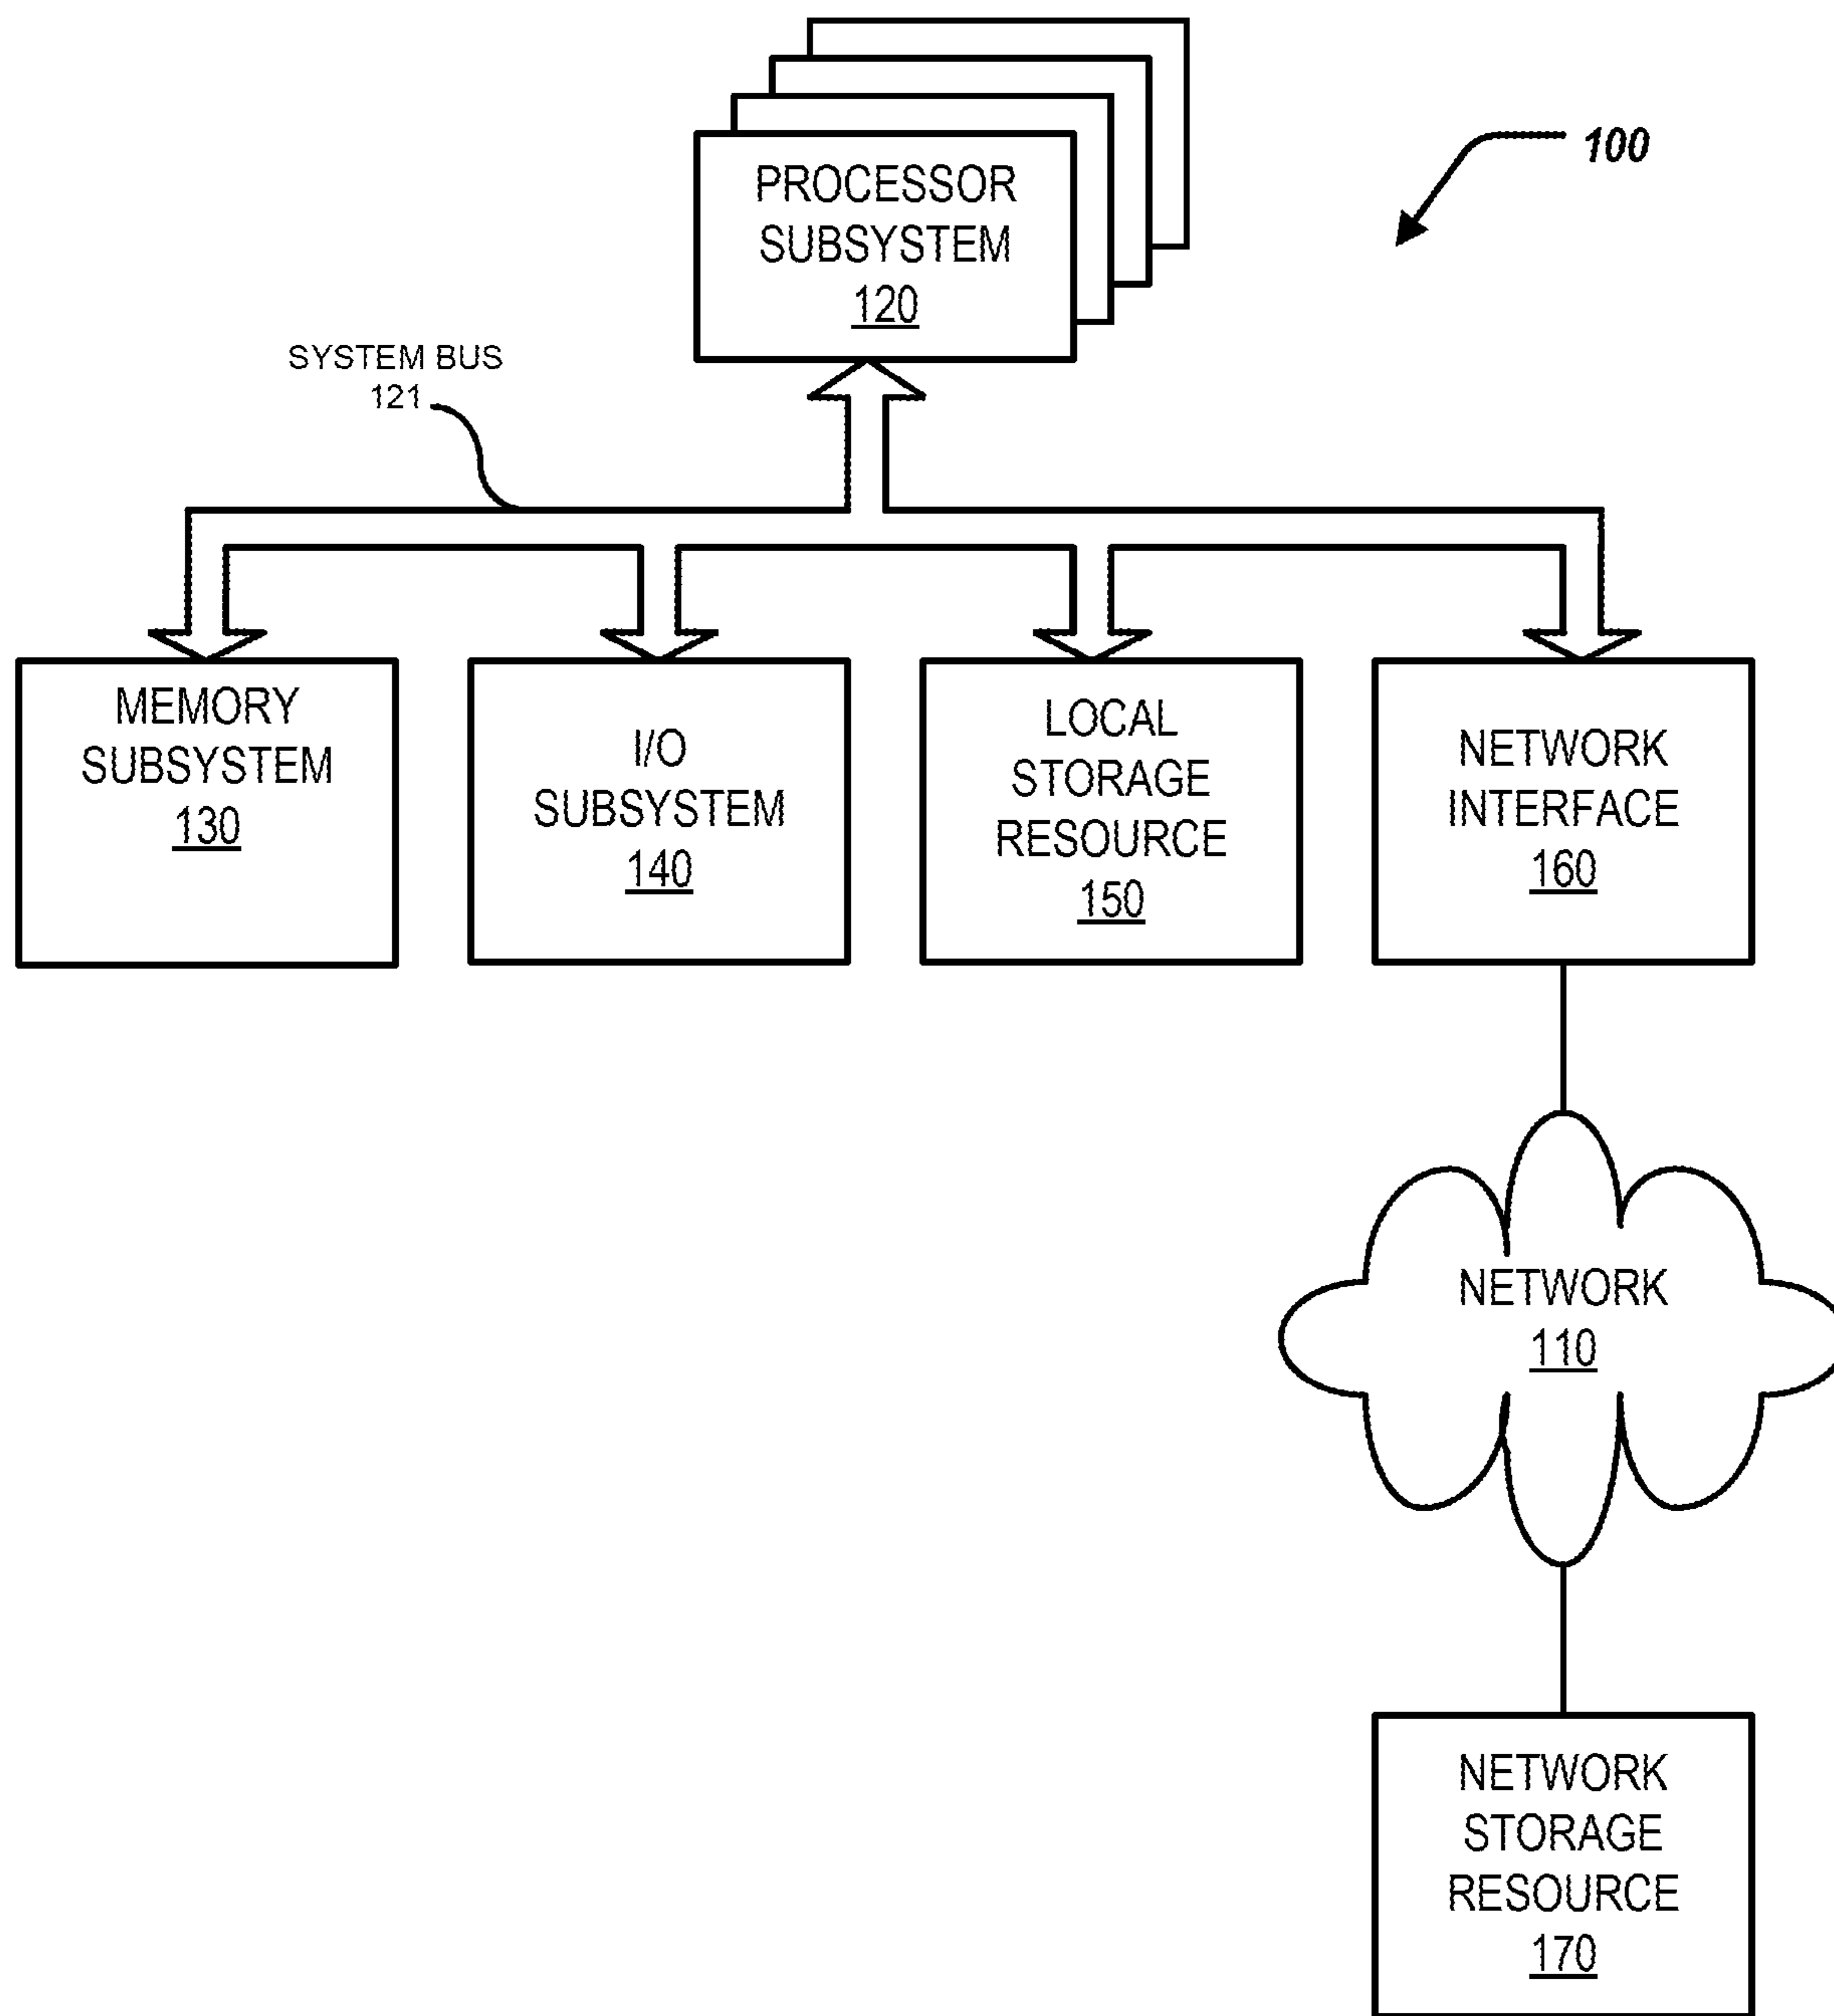 100
PROCESSOR
SUBSYSTEM
120
SYSTEM BUS
121
MEMORY
SUBSYSTEM
130
I/O
SUBSYSTEM
140
LOCAL
STORAGE
RESOURCE
150
NETWORK
INTERFACE
160
NETWORK
110
NETWORK
STORAGE
RESOURCE
170